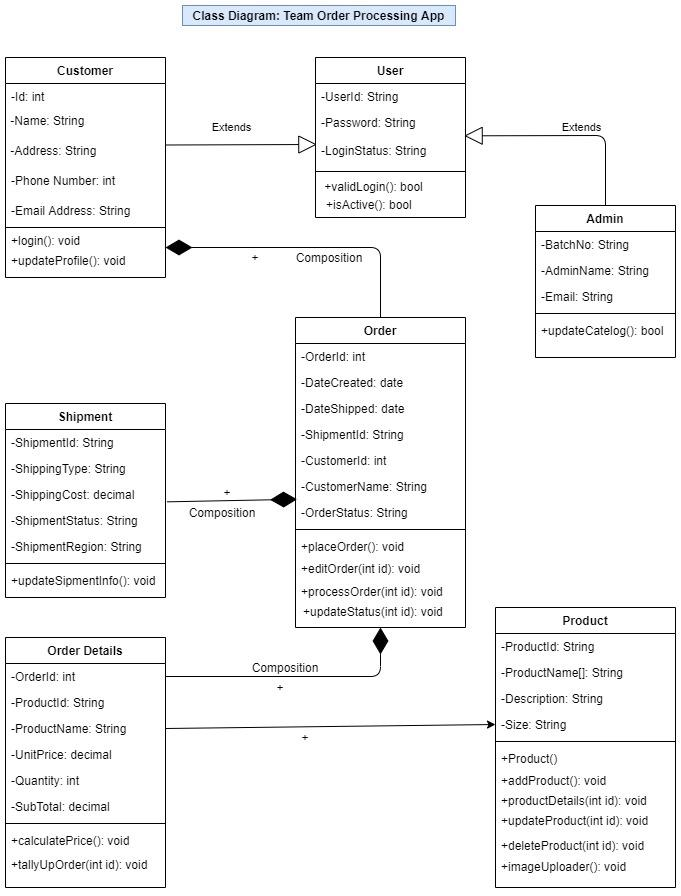 Class Diagram: Team Order Processing App
Customer
-Id: int
-Name: String
-Address: String
-Phone Number: int
-Email Address: String
+login(): void
+updateProfile(): void
Extends
User
-UserId: String
-Password: String
-LoginStatus: String
+validLogin(): bool
+isActive(): bool
Extends
Admin
-BatchNo: String
-AdminName: String
-Email: String
+updateCatelog(): bool
+ Composition
Order
-OrderId: int
-DateCreated: date
-DateShipped: date
-ShipmentId: String
-CustomerId: int
-CustomerName: String
-OrderStatus: String
+placeOrder(): void
+editOrder(int id): void
+processOrder(int id): void
+updateStatus(int id): void
Shipment
-ShipmentId: String
-ShippingType: String
-ShippingCost: decimal
-ShipmentStatus: String
-ShipmentRegion: String
+updateSipmentInfo(): void
+
Composition
Order Details
-OrderId: int
-ProductId: String
-ProductName: String
-UnitPrice: decimal
-Quantity: int
-SubTotal: decimal
+calculatePrice(): void
+tallyUpOrder(int id): void
Composition
+
+
Product
-ProductId: String
-ProductName[]: String
-Description: String
-Size: String
+Product()
+addProduct(): void
+productDetails(int id): void
+updateProduct(int id): void
+deleteProduct(int id): void
+imageUploader(): void